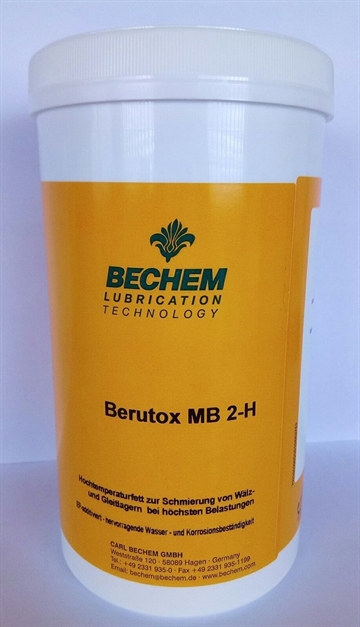 BECHEM
LUBRICATION
TECHNOLOGY
Berutox MB 2-H
Hochtemperaturfett zur Schmierung von Wälz-
und Gleitlagern bei höchsten Belastungen
EP-additiviert - hervorragende Wasser - und Korrosionsbeständigkeit
CARL BECHEM GMBH
Weststraße 120 · 58089 Hagen · Germany
Tel.: +49 2331 935-0 · Fax +49 2331 935-1199
Email: bechem@bechem.de · www.bechem.com